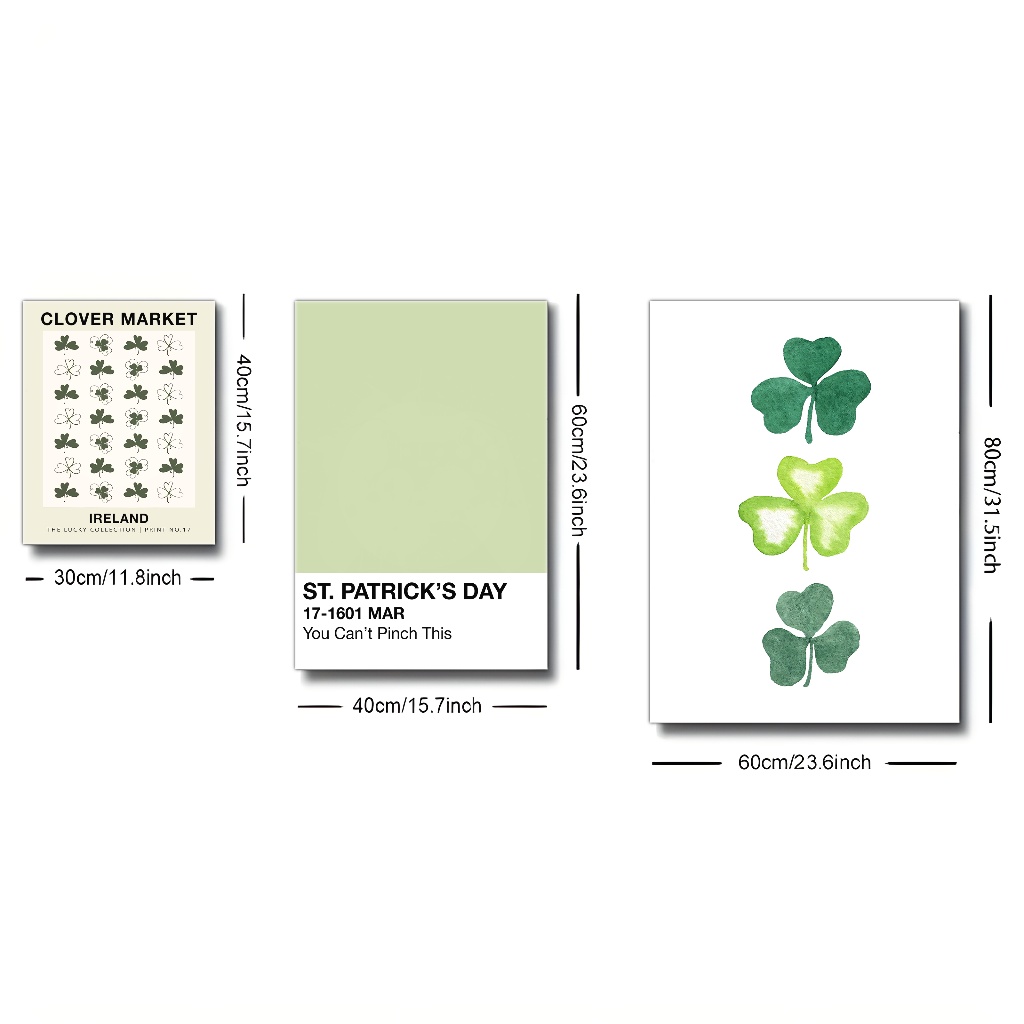 CLOVER MARKET
IRELAND
THE LUCKY COLLECTION | PRINT NO.17
40cm/15.7inch
30cm/11.8inch
ST. PATRICK'S DAY
17-1601 MAR
You Can't Pinch This
60cm/23.6inch
40cm/15.7inch
80cm/31.5inch
60cm/23.6inch